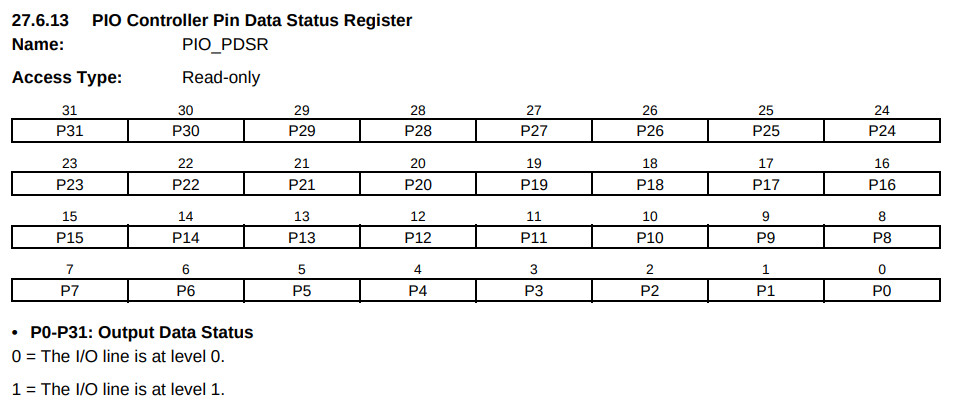 27.6.13 PIO Controller Pin Data Status Register
Name: PIO_PDSR
Access Type: Read-only
31 30 29 28 27 26 25 24
P31 P30 P29 P28 P27 P26 P25 P24
23 22 21 20 19 18 17 16
P23 P22 P21 P20 P19 P18 P17 P16
15 14 13 12 11 10 9 8
P15 P14 P13 P12 P11 P10 P9 P8
7 6 5 4 3 2 1 0
P7 P6 P5 P4 P3 P2 P1 P0
• P0-P31: Output Data Status
0 = The I/O line is at level 0.
1 = The I/O line is at level 1.